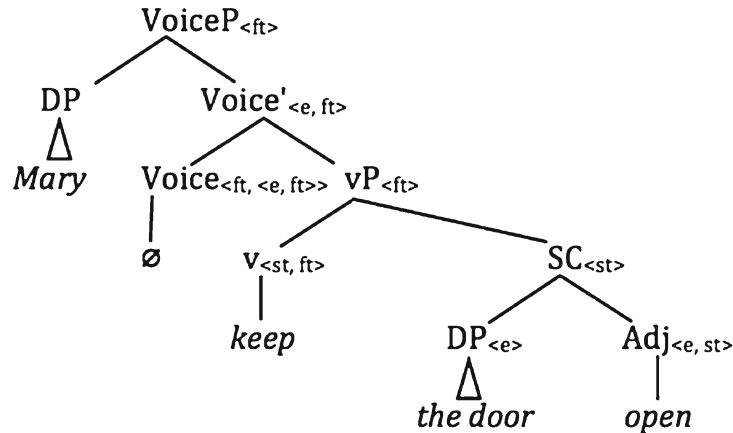 VoiceP<ft>
DP Voice'<e, ft>
Mary Voice<ft, <e, ft>> vP<ft>
∅ v<st, ft> SC<st>
keep DP<e> Adj<e, st>
the door open